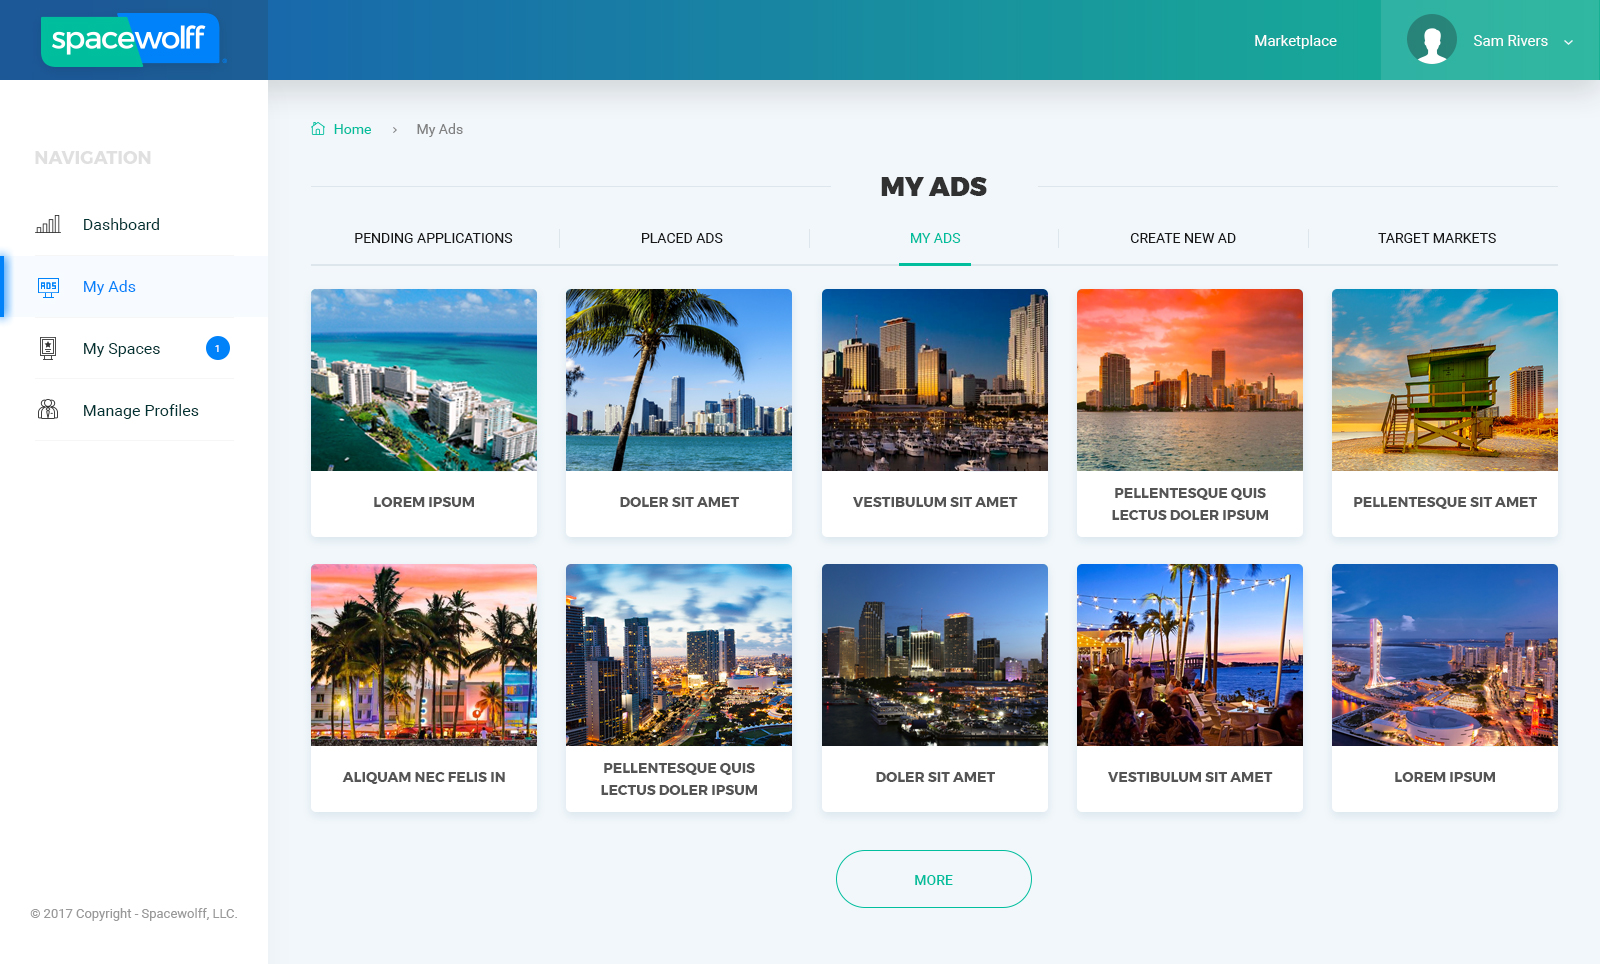 spacewolff
Marketplace
Sam Rivers
NAVIGATION
Dashboard
ADS
My Ads
My Spaces
1
Manage Profiles
© 2017 Copyright - Spacewolff, LLC.
Home
My Ads
MY ADS
PENDING APPLICATIONS
PLACED ADS
MY ADS
CREATE NEW AD
TARGET MARKETS
LOREM IPSUM
DOLER SIT AMET
VESTIBULUM SIT AMET
PELLENTESQUE QUIS
LECTUS DOLER IPSUM
PELLENTESQUE SIT AMET
ALIQUAM NEC FELIS IN
PELLENTESQUE QUIS
LECTUS DOLER IPSUM
DOLER SIT AMET
VESTIBULUM SIT AMET
LOREM IPSUM
MORE